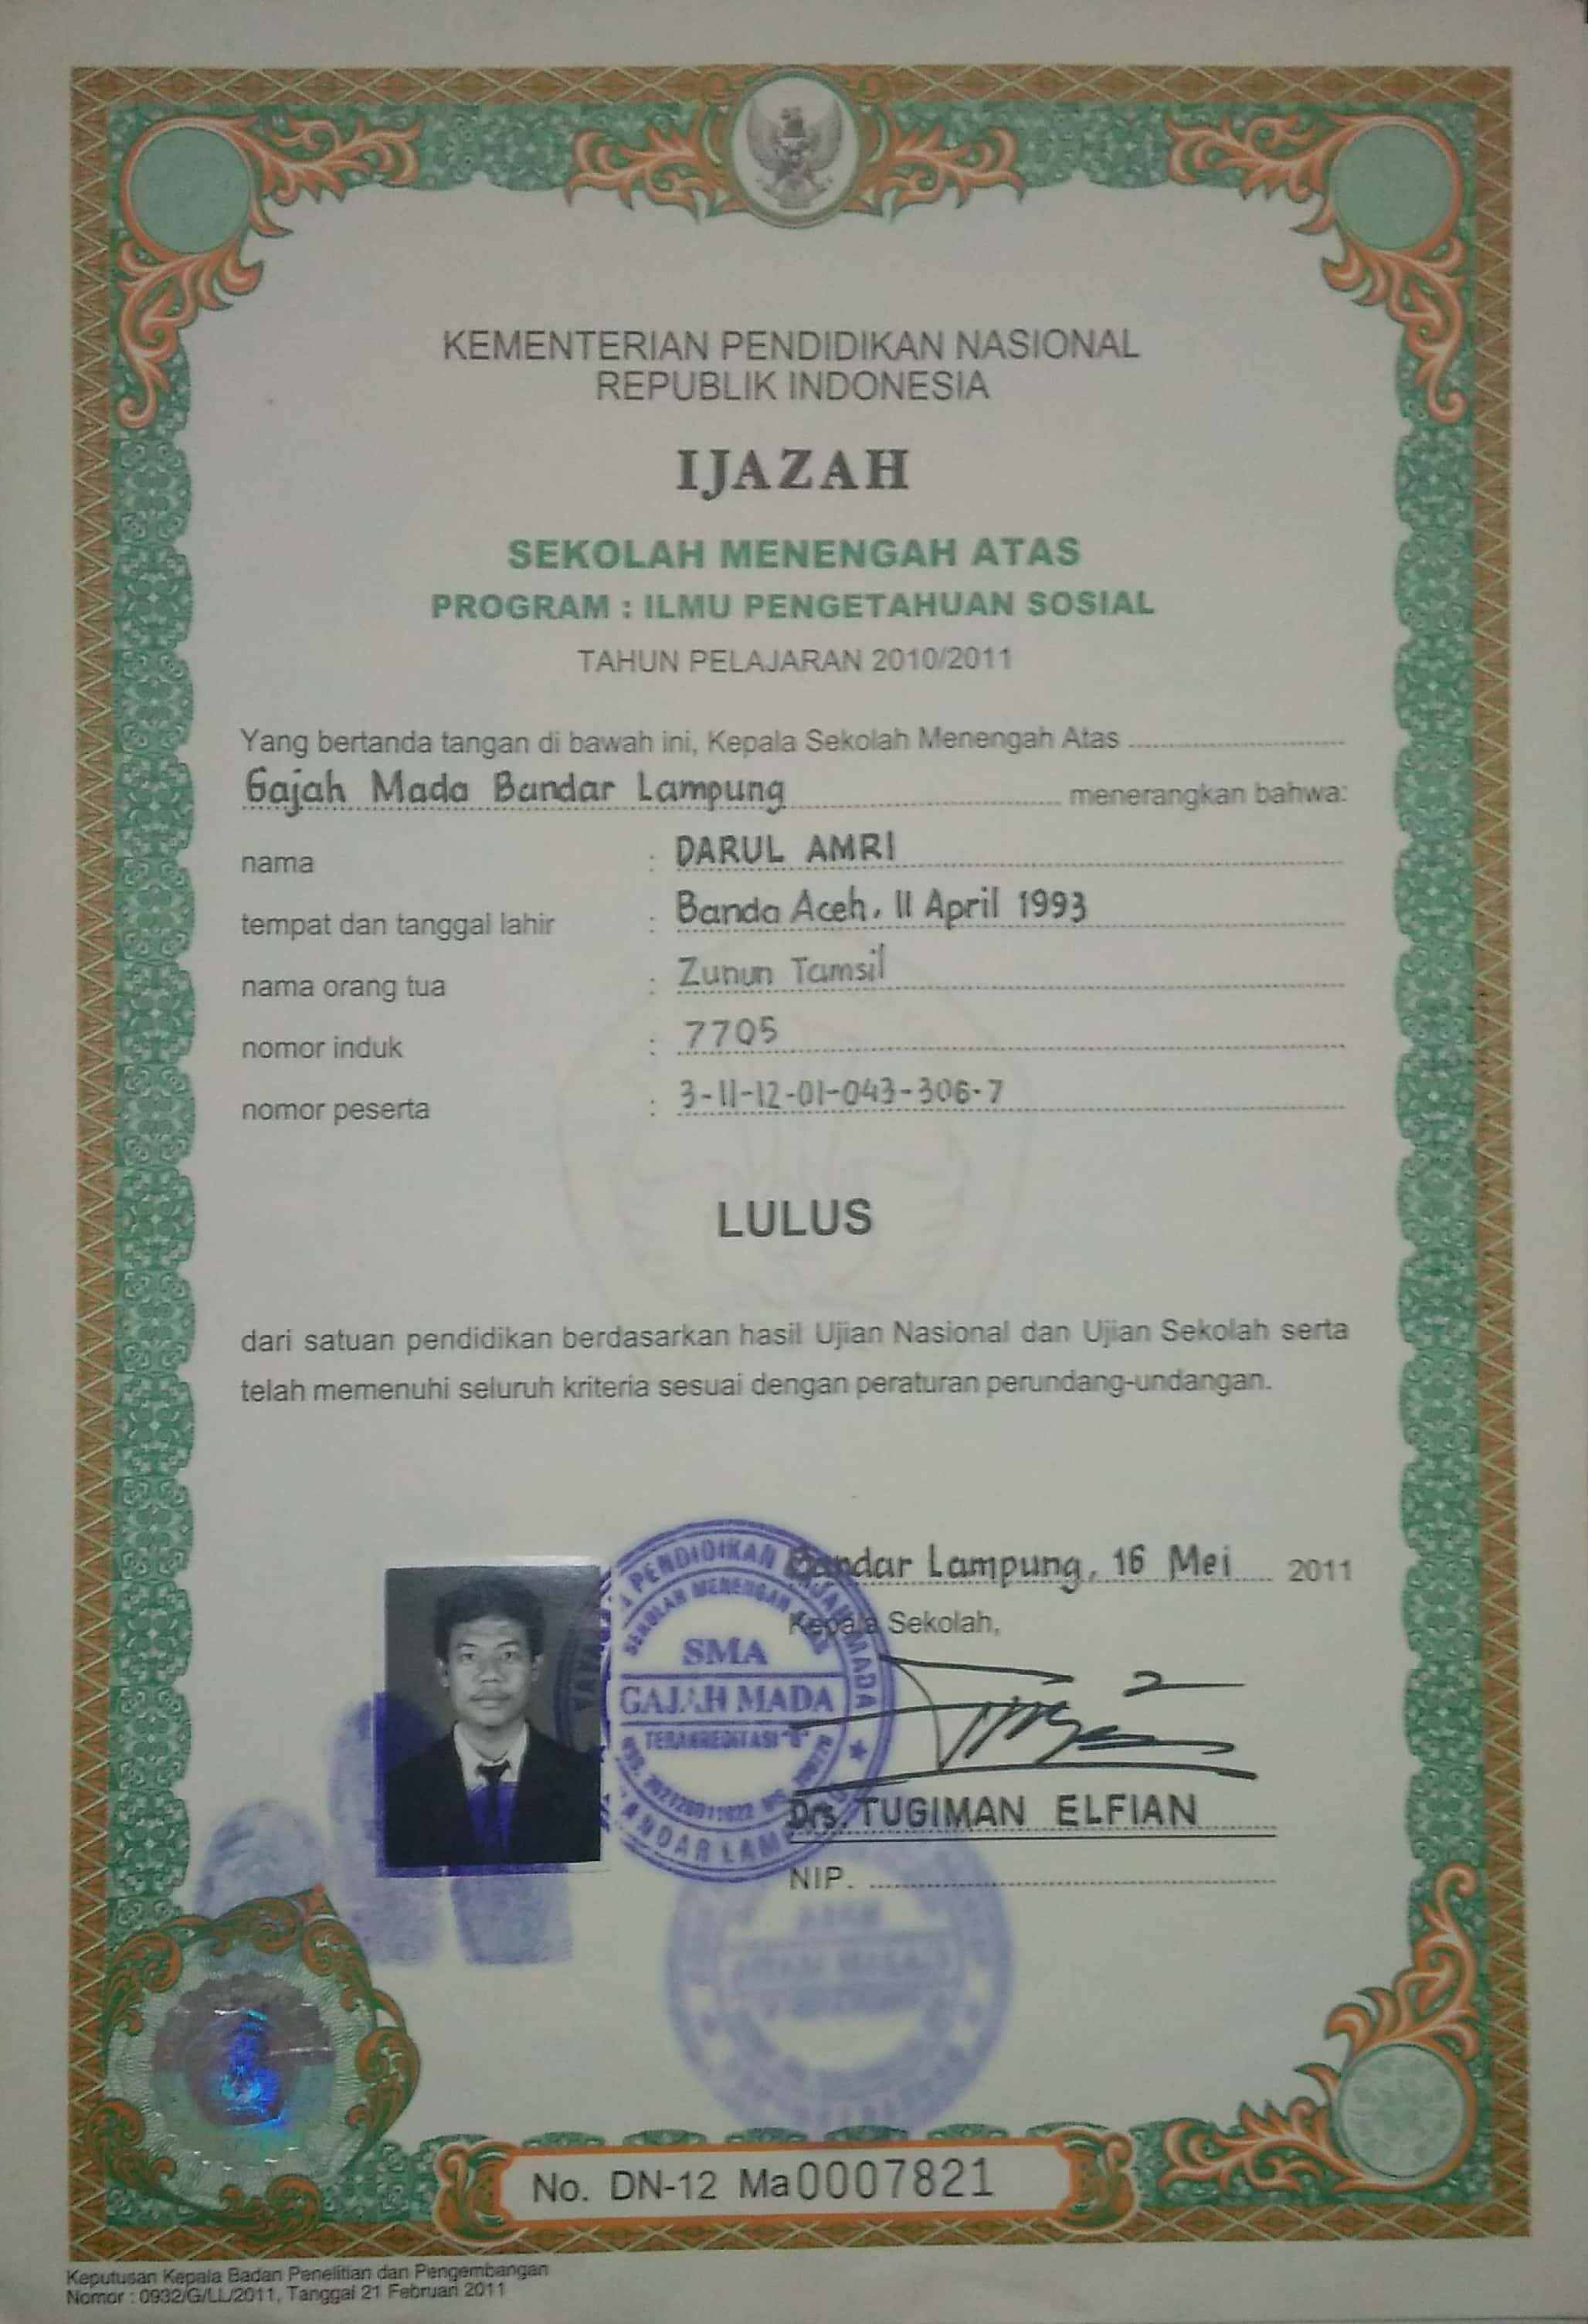 KEMENTERIAN PENDIDIKAN NASIONAL
REPUBLIK INDONESIA
IJAZAH
SEKOLAH MENENGAH ATAS
PROGRAM : ILMU PENGETAHUAN SOSIAL
TAHUN PELAJARAN 2010/2011
Yang bertanda tangan di bawah ini, Kepala Sekolah Menengah Atas
Gajah Mada Bandar Lampung menerangkan bahwa:
nama : DARUL AMRI
tempat dan tanggal lahir : Banda Aceh, 11 April 1993
nama orang tua : Zunun Tamsil
nomor induk : 7705
nomor peserta : 3-11-12-01-043-306-7
LULUS
dari satuan pendidikan berdasarkan hasil Ujian Nasional dan Ujian Sekolah serta
telah memenuhi seluruh kriteria sesuai dengan peraturan perundang-undangan.
Bandar Lampung, 16 Mei 2011
Kepala Sekolah,
PENDIDIKAN GAJAH MADA
SEKOLAH MENENGAH ATAS
SMA
GAJAH MADA
TERAKREDITASI "B"
BANDAR LAMPUNG
Drs. TUGIMAN ELFIAN
NIP.
No. DN-12 Ma 0007821
Keputusan Kepala Badan Penelitian dan Pengembangan
Nomor : 0932/G/LL/2011, Tanggal 21 Februari 2011